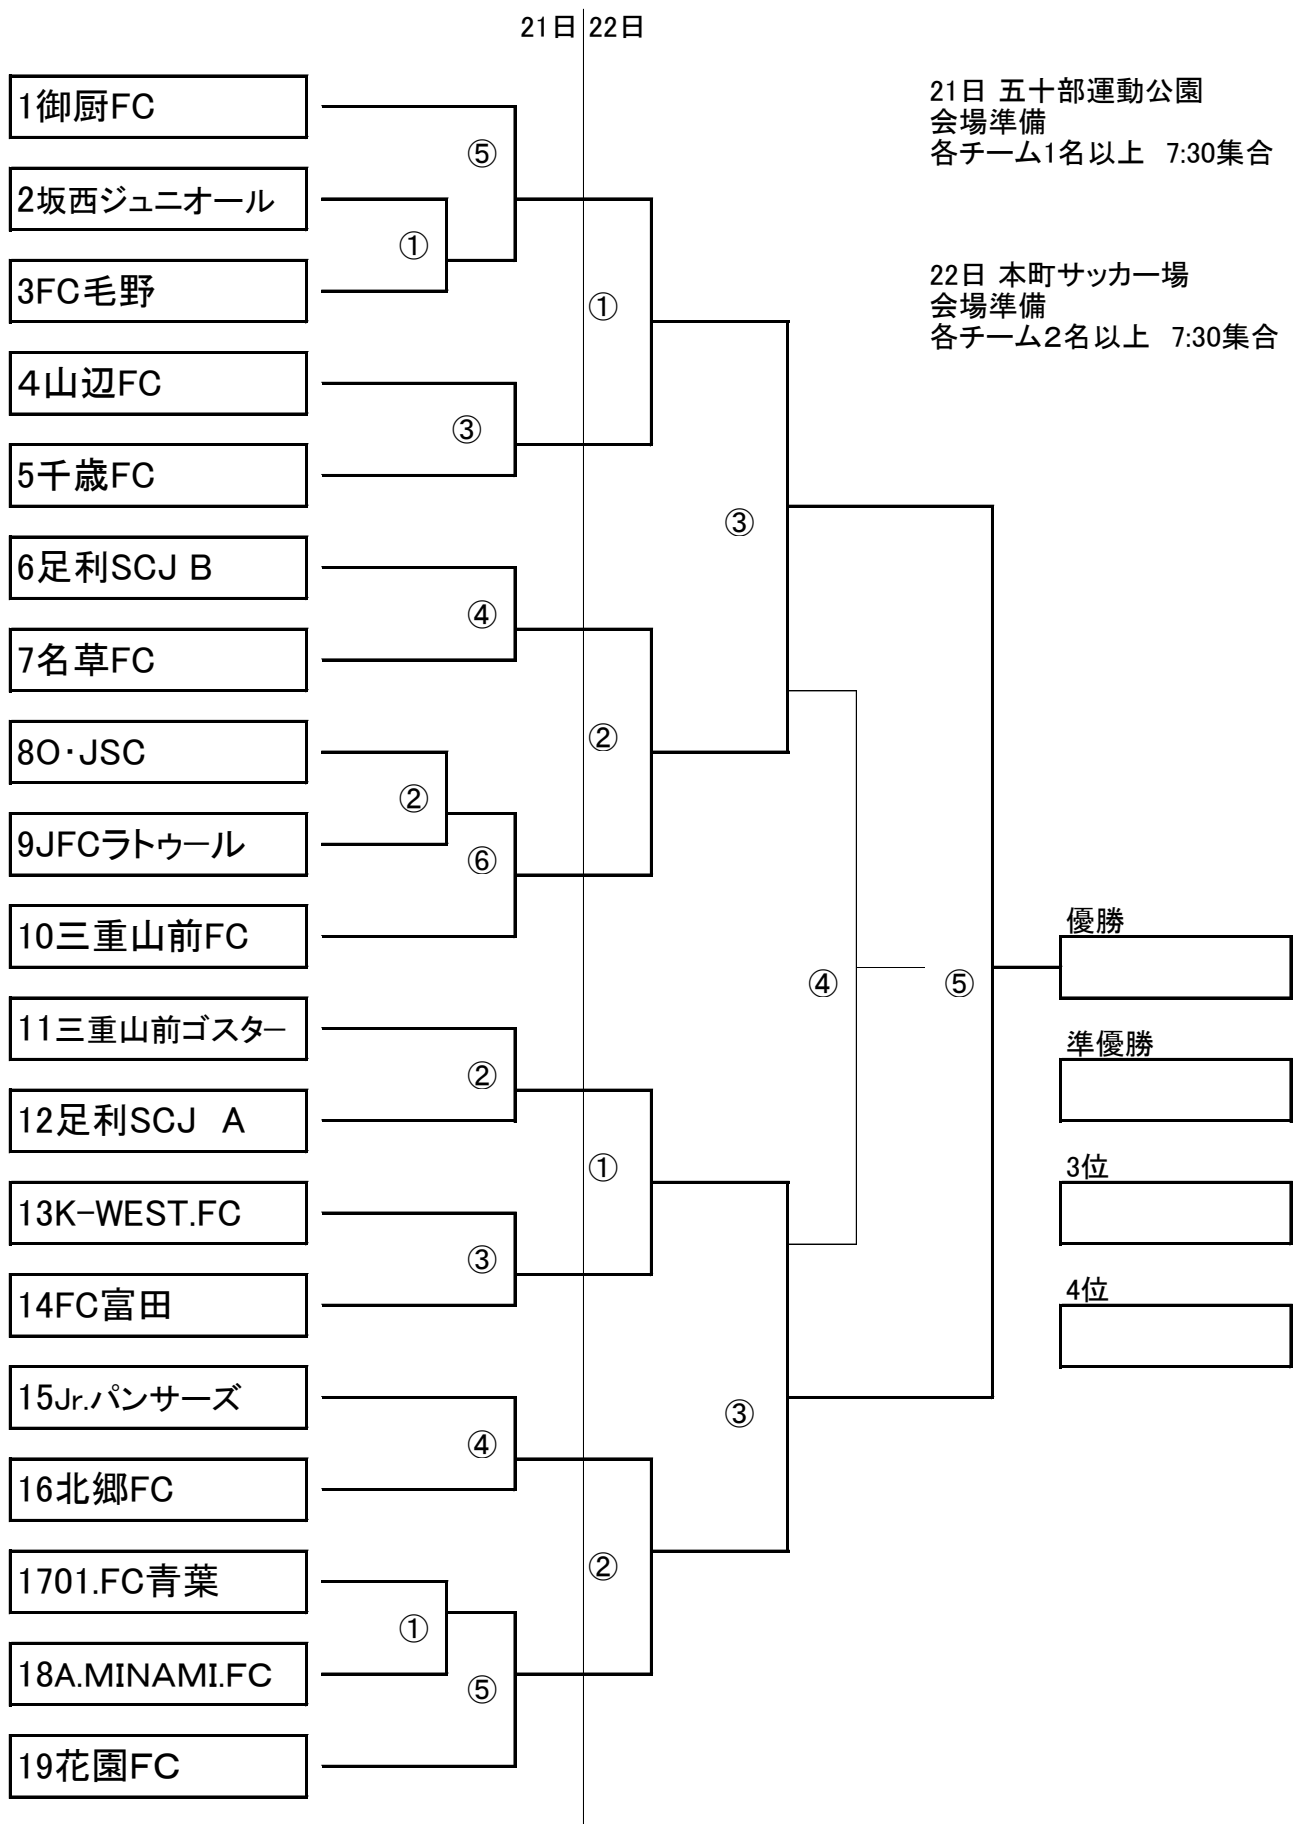 21日 22日
21日 五十部運動公園
会場準備
各チーム1名以上 7:30集合
22日 本町サッカー場
会場準備
各チーム２名以上 7:30集合
1御厨FC
⑤
2坂西ジュニオール
①
3FC毛野
①
４山辺FC
③
5千歳FC
③
6足利SCJ B
④
7名草FC
②
8O・JSC
②
9JFCラトゥール
⑥
10三重山前FC
優勝
④
⑤
11三重山前ゴスター
準優勝
②
12足利SCJ A
①
3位
13K-WEST.FC
③
4位
14FC富田
15Jr.パンサーズ
③
④
16北郷FC
②
1701.FC青葉
①
18A.MINAMI.FC
⑤
19花園FC